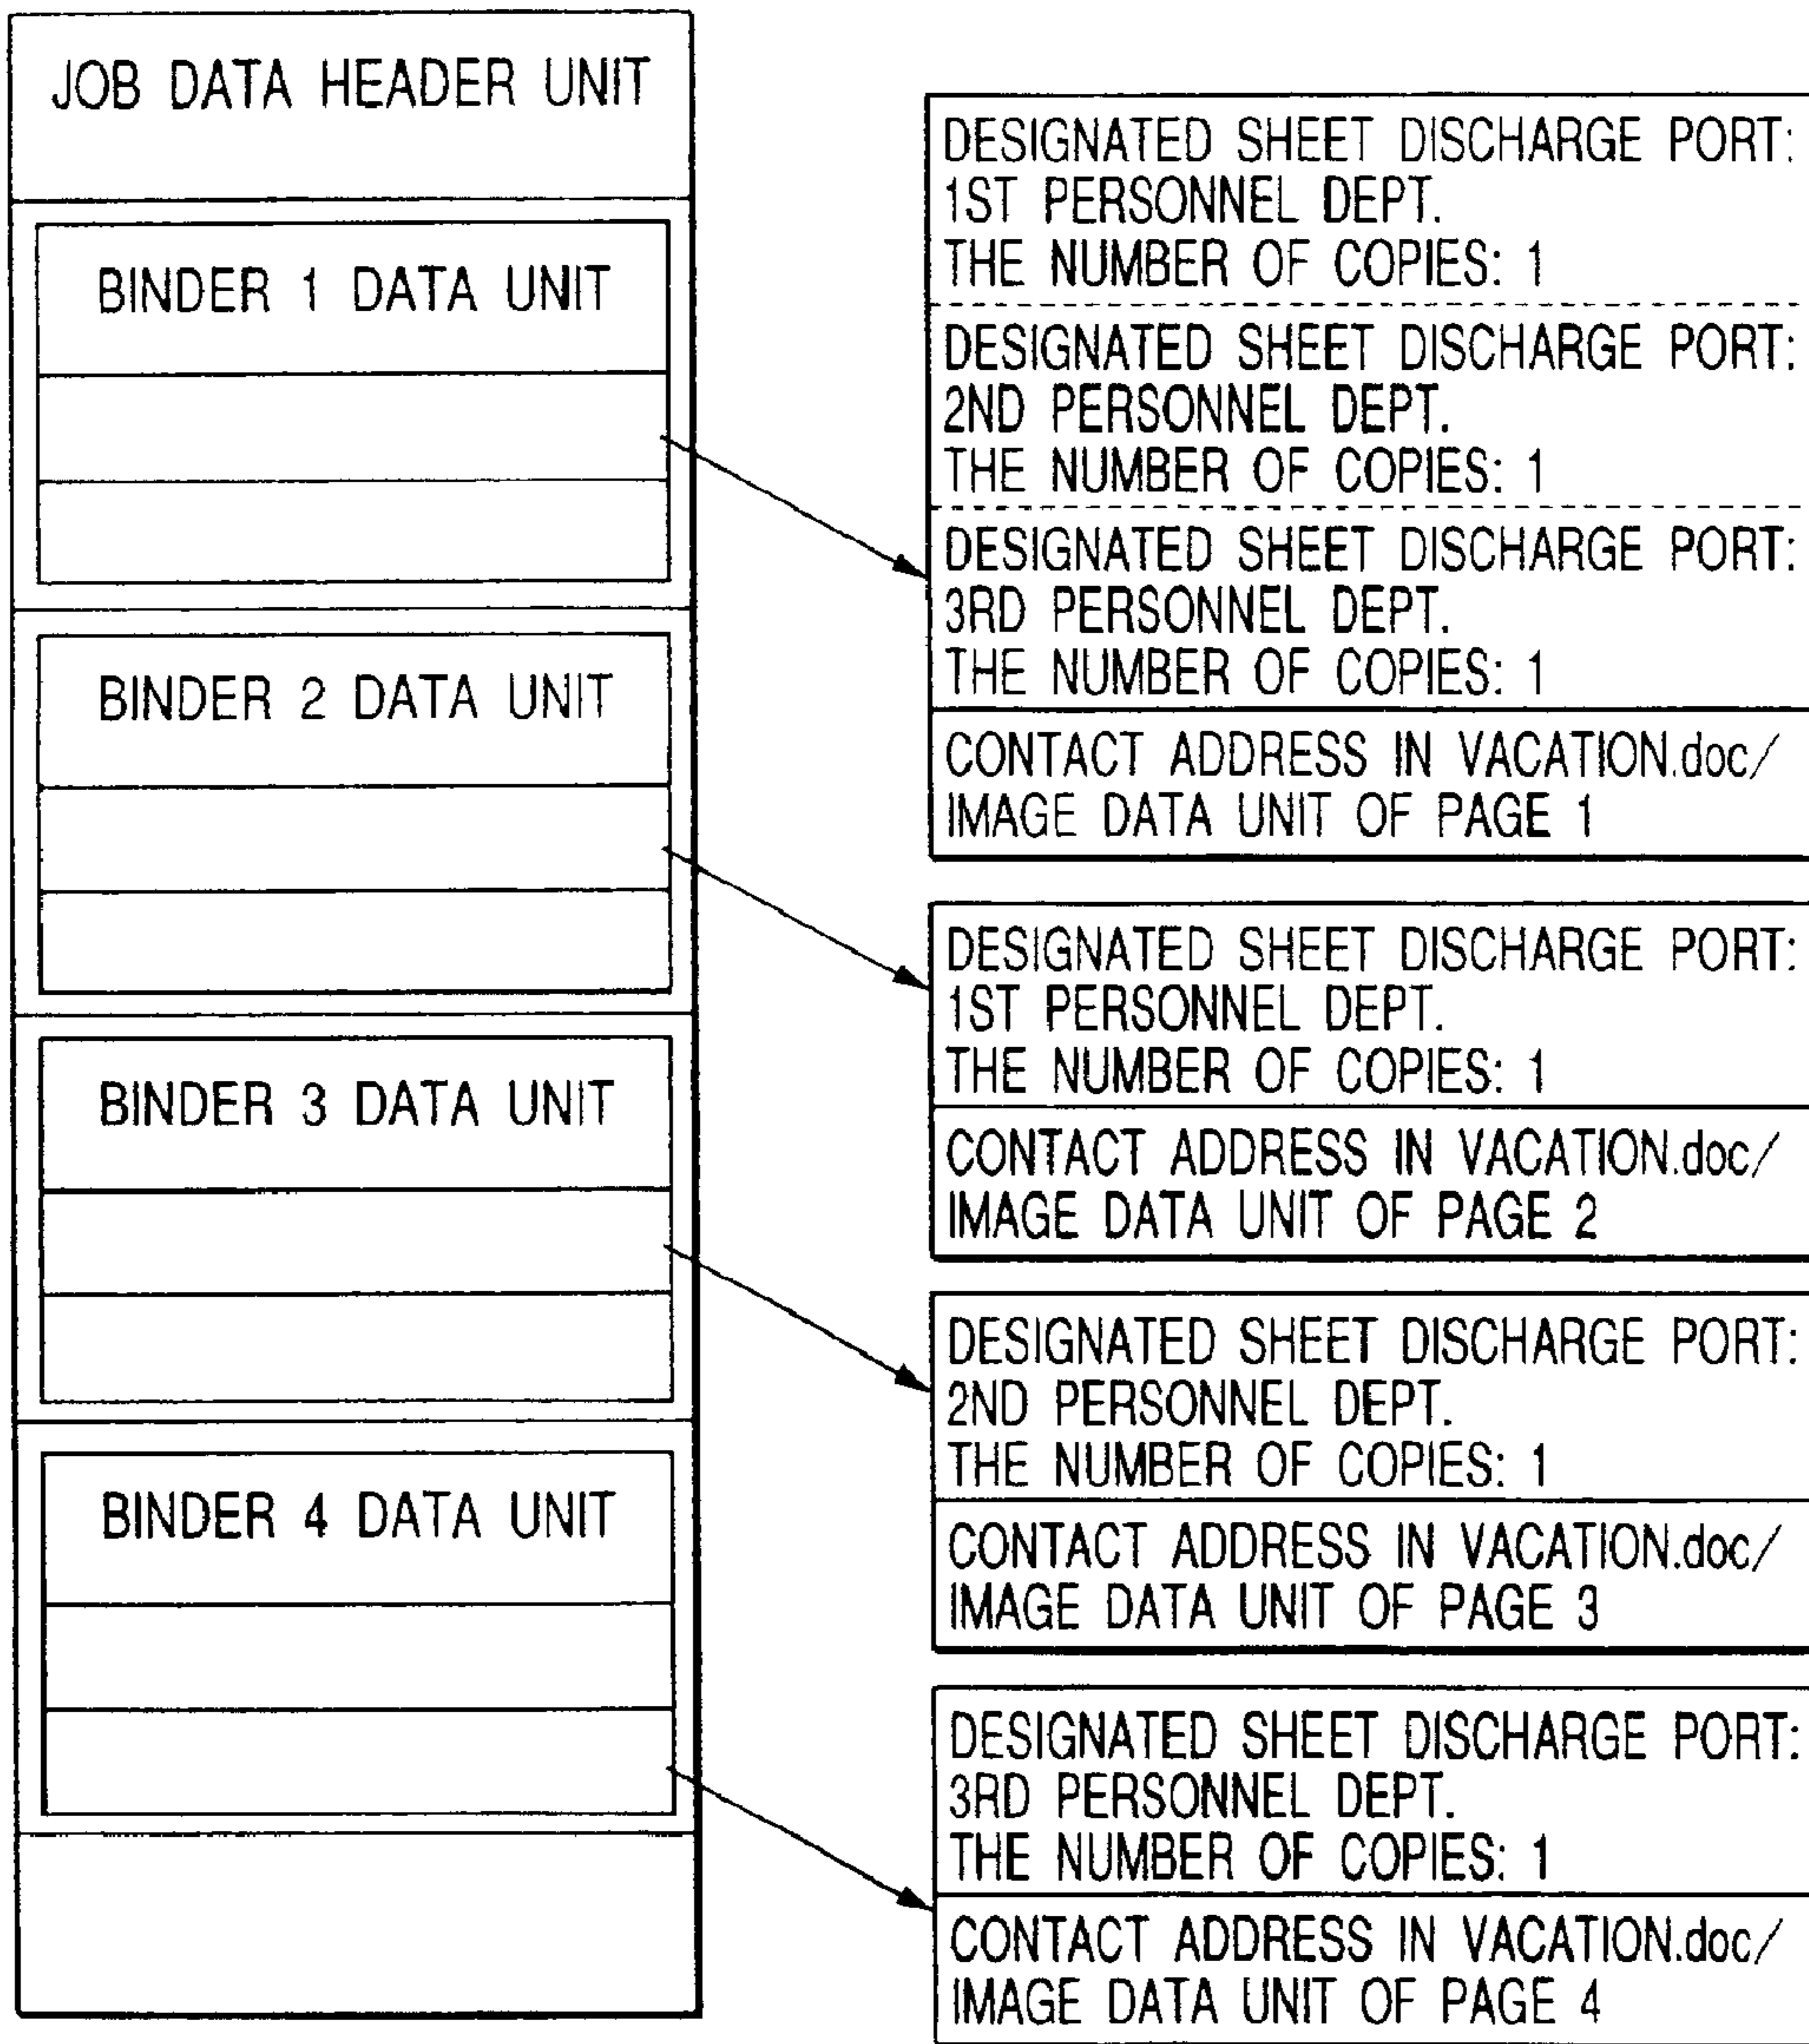 JOB DATA HEADER UNIT
BINDER 1 DATA UNIT
BINDER 2 DATA UNIT
BINDER 3 DATA UNIT
BINDER 4 DATA UNIT
DESIGNATED SHEET DISCHARGE PORT:
1ST PERSONNEL DEPT.
THE NUMBER OF COPIES: 1
DESIGNATED SHEET DISCHARGE PORT:
2ND PERSONNEL DEPT.
THE NUMBER OF COPIES: 1
DESIGNATED SHEET DISCHARGE PORT:
3RD PERSONNEL DEPT.
THE NUMBER OF COPIES: 1
CONTACT ADDRESS IN VACATION.doc/
IMAGE DATA UNIT OF PAGE 1
DESIGNATED SHEET DISCHARGE PORT:
1ST PERSONNEL DEPT.
THE NUMBER OF COPIES: 1
CONTACT ADDRESS IN VACATION.doc/
IMAGE DATA UNIT OF PAGE 2
DESIGNATED SHEET DISCHARGE PORT:
2ND PERSONNEL DEPT.
THE NUMBER OF COPIES: 1
CONTACT ADDRESS IN VACATION.doc/
IMAGE DATA UNIT OF PAGE 3
DESIGNATED SHEET DISCHARGE PORT:
3RD PERSONNEL DEPT.
THE NUMBER OF COPIES: 1
CONTACT ADDRESS IN VACATION.doc/
IMAGE DATA UNIT OF PAGE 4